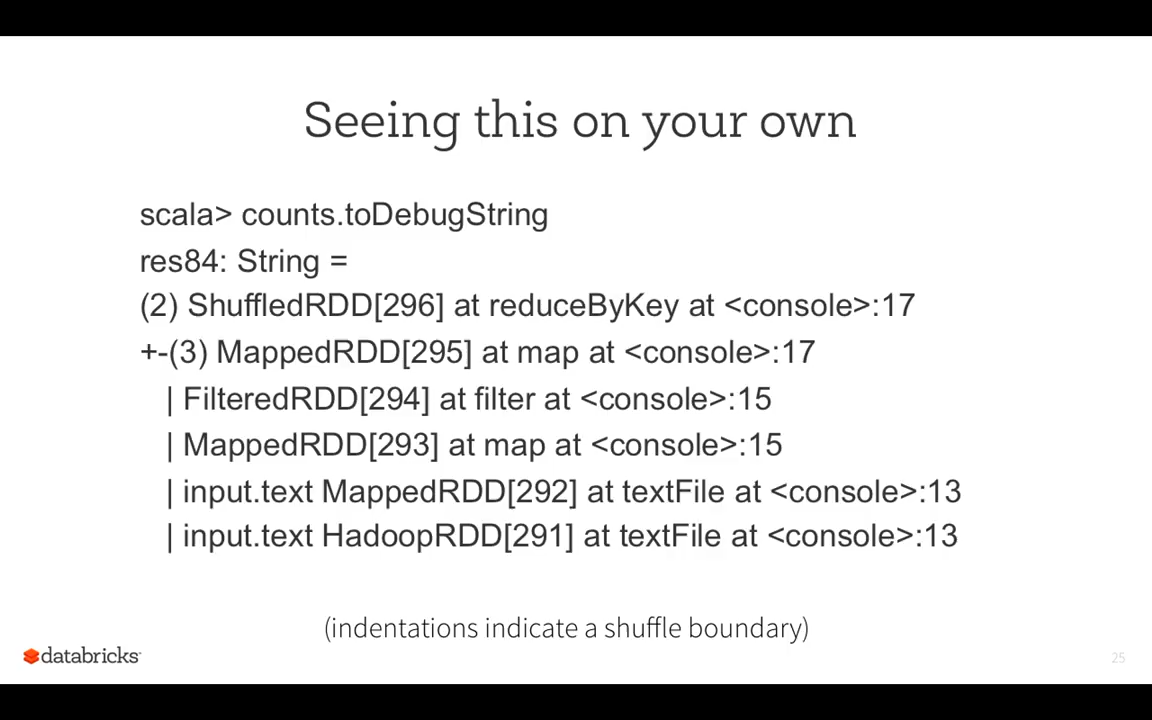 Seeing this on your own
scala> counts.toDebugString
res84: String =
(2) ShuffledRDD[296] at reduceByKey at <console>:17
+-(3) MappedRDD[295] at map at <console>:17
| FilteredRDD[294] at filter at <console>:15
| MappedRDD[293] at map at <console>:15
| input.text MappedRDD[292] at textFile at <console>:13
| input.text HadoopRDD[291] at textFile at <console>:13
(indentations indicate a shuffle boundary)
databricks
25